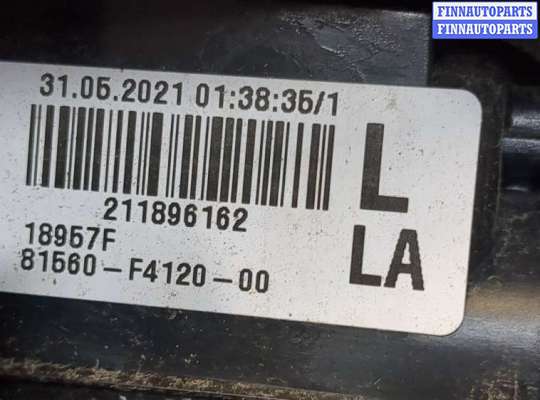 FINNAUTOPARTS
FINNAUTOPARTS
31.05.2021 01:38:35/1
L
211896162
18957F
LA
81560-F4120-00